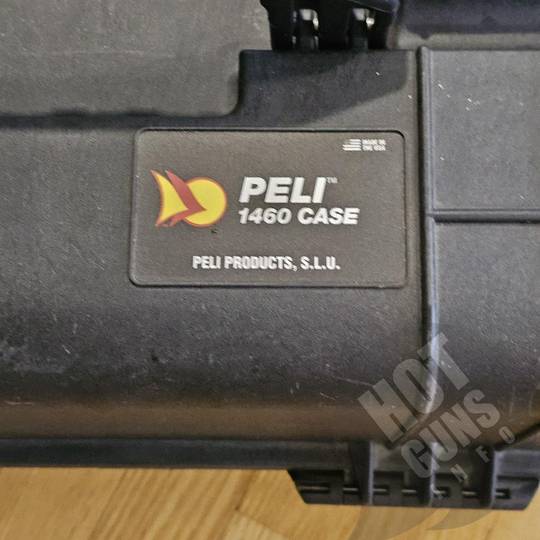 MADE IN
THE USA
PELI™
1460 CASE
PELI PRODUCTS, S.L.U.
HOT
GUNS
INFO